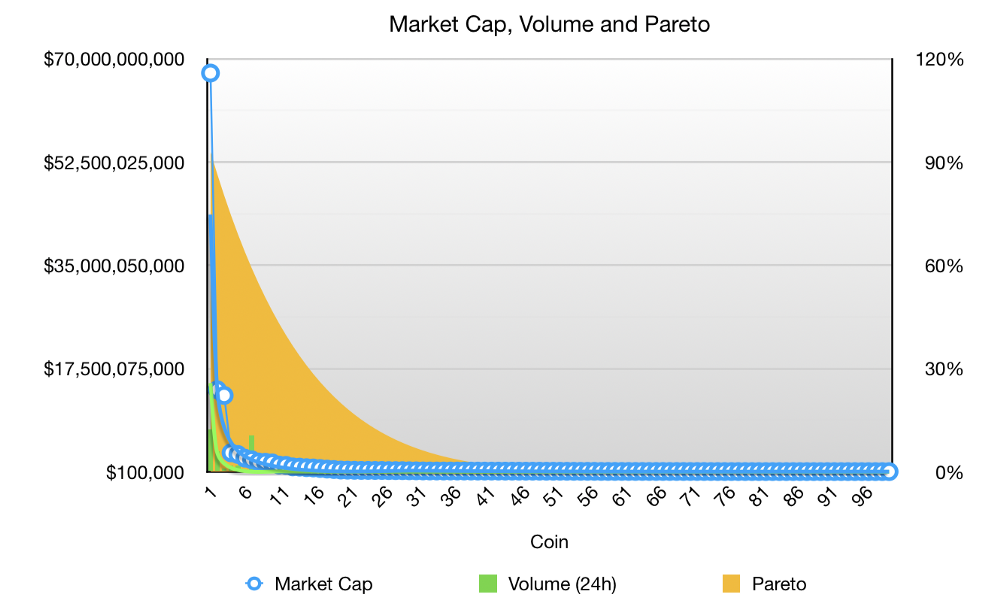 Market Cap, Volume and Pareto
$70,000,000,000
120%
$52,500,025,000
90%
$35,000,050,000
60%
$17,500,075,000
30%
$100,000
0%
1 6 11 16 21 26 31 36 41 46 51 56 61 66 71 76 81 86 91 96
Coin
Market Cap Volume (24h) Pareto